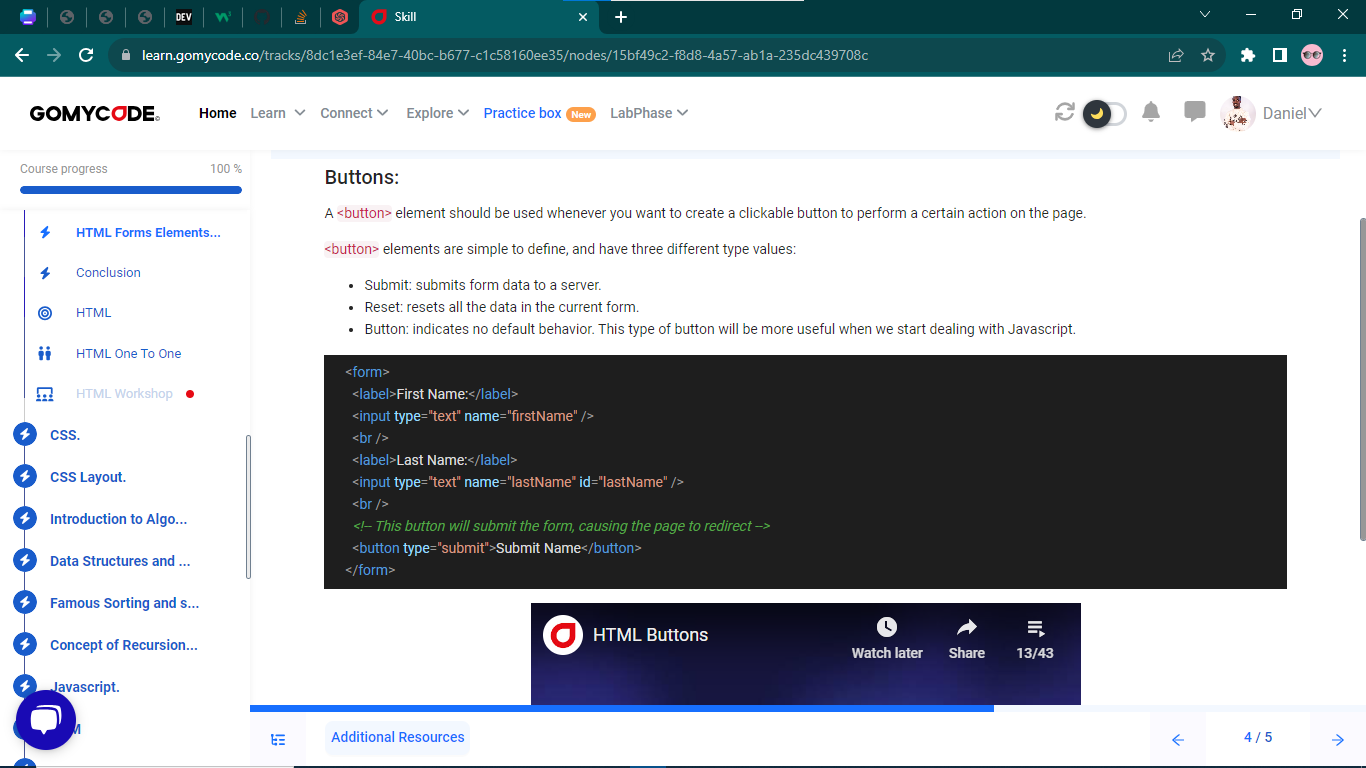 DEV
Skill
learn.gomycode.co/tracks/8dc1e3ef-84e7-40bc-b677-c1c58160ee35/nodes/15bf49c2-f8d8-4a57-ab1a-235dc439708c
GOMYCODE
Home Learn Connect Explore Practice box New LabPhase Daniel
Course progress 100 %
HTML Forms Elements...
Conclusion
HTML
HTML One To One
HTML Workshop
CSS.
CSS Layout.
Introduction to Algo...
Data Structures and ...
Famous Sorting and s...
Concept of Recursion...
Javascript.
M
Buttons:
A <button> element should be used whenever you want to create a clickable button to perform a certain action on the page.
<button> elements are simple to define, and have three different type values:
• Submit: submits form data to a server.
• Reset: resets all the data in the current form.
• Button: indicates no default behavior. This type of button will be more useful when we start dealing with Javascript.
<form>
<label>First Name:</label>
<input type="text" name="firstName" />
<br />
<label>Last Name:</label>
<input type="text" name="lastName" id="lastName" />
<br />
<!-- This button will submit the form, causing the page to redirect -->
<button type="submit">Submit Name</button>
</form>
HTML Buttons
Watch later Share 13/43
Additional Resources
4 / 5